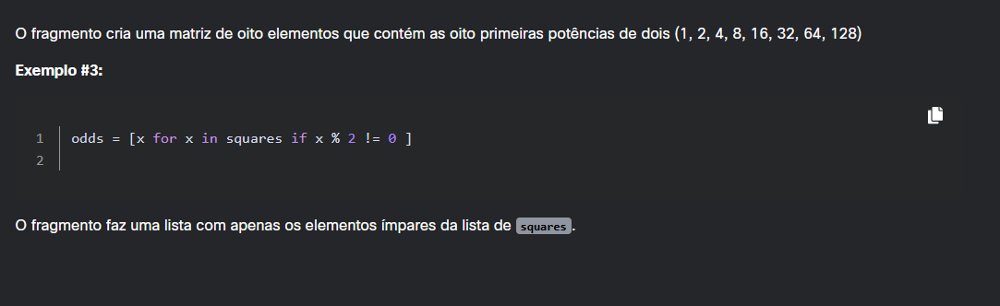 O fragmento cria uma matriz de oito elementos que contém as oito primeiras potências de dois (1, 2, 4, 8, 16, 32, 64, 128)
Exemplo #3:
1 odds = [x for x in squares if x % 2 != 0 ]
2
O fragmento faz uma lista com apenas os elementos ímpares da lista de squares.